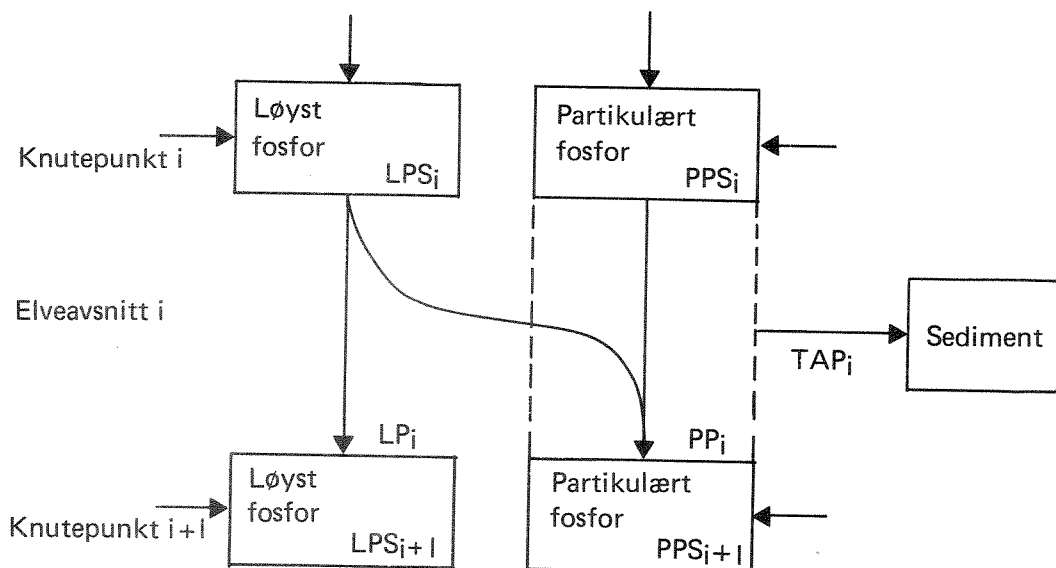 Løyst
fosfor
LPSi
Partikulært
fosfor
PPSi
Knutepunkt i
Elveavsnitt i
TAPi
Sediment
LPi
PPi
Løyst
fosfor
LPSi+1
Partikulært
fosfor
PPSi+1
Knutepunkt i+1